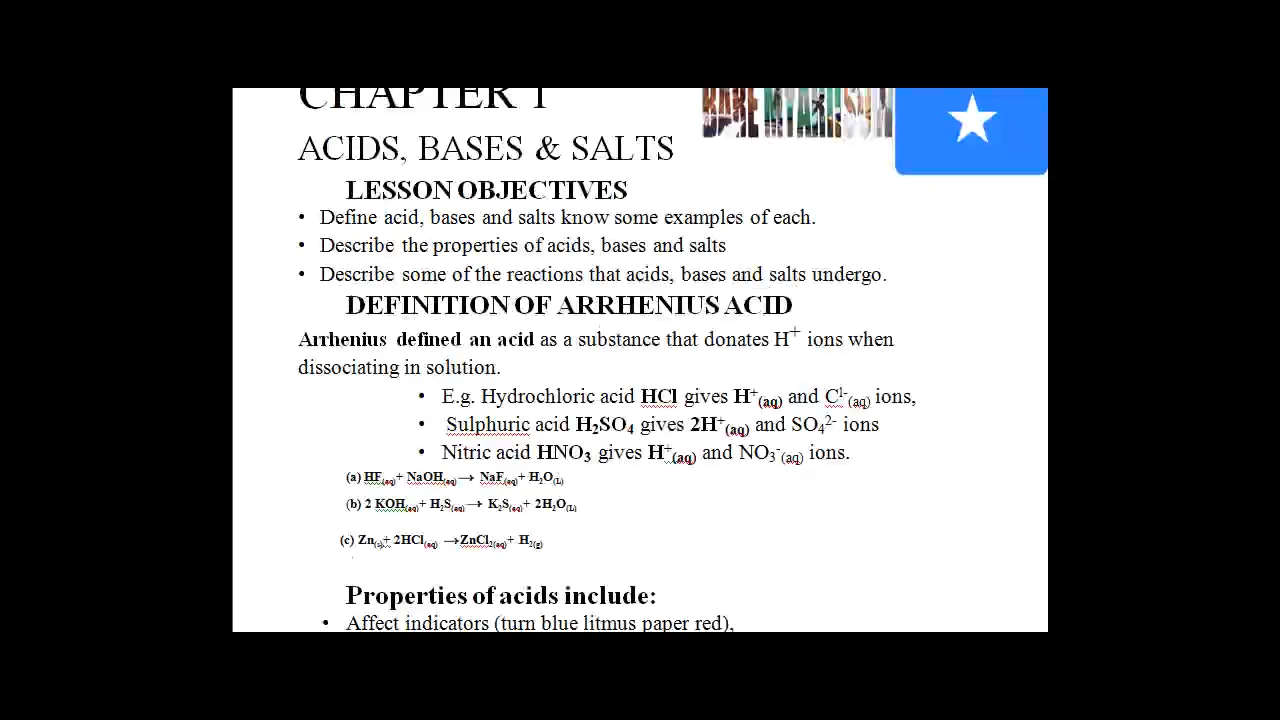 CHAPTER 1
ACIDS, BASES & SALTS
LESSON OBJECTIVES
• Define acid, bases and salts know some examples of each.
• Describe the properties of acids, bases and salts
• Describe some of the reactions that acids, bases and salts undergo.
DEFINITION OF ARRHENIUS ACID
Arrhenius defined an acid as a substance that donates H⁺ ions when
dissociating in solution.
• E.g. Hydrochloric acid HCl gives H⁺(aq) and Cˡ⁻(aq) ions,
• Sulphuric acid H₂SO₄ gives 2H⁺(aq) and SO₄²⁻ ions
• Nitric acid HNO₃ gives H⁺(aq) and NO₃⁻(aq) ions.
(a) HF(aq)+ NaOH(aq)→ NaF(aq)+ H₂O(L)
(b) 2 KOH(aq)+ H₂S(aq)→ K₂S(aq)+ 2H₂O(L)
(c) Zn(s)+ 2HCl(aq) →ZnCl₂(aq)+ H₂(g)
Properties of acids include:
• Affect indicators (turn blue litmus paper red),